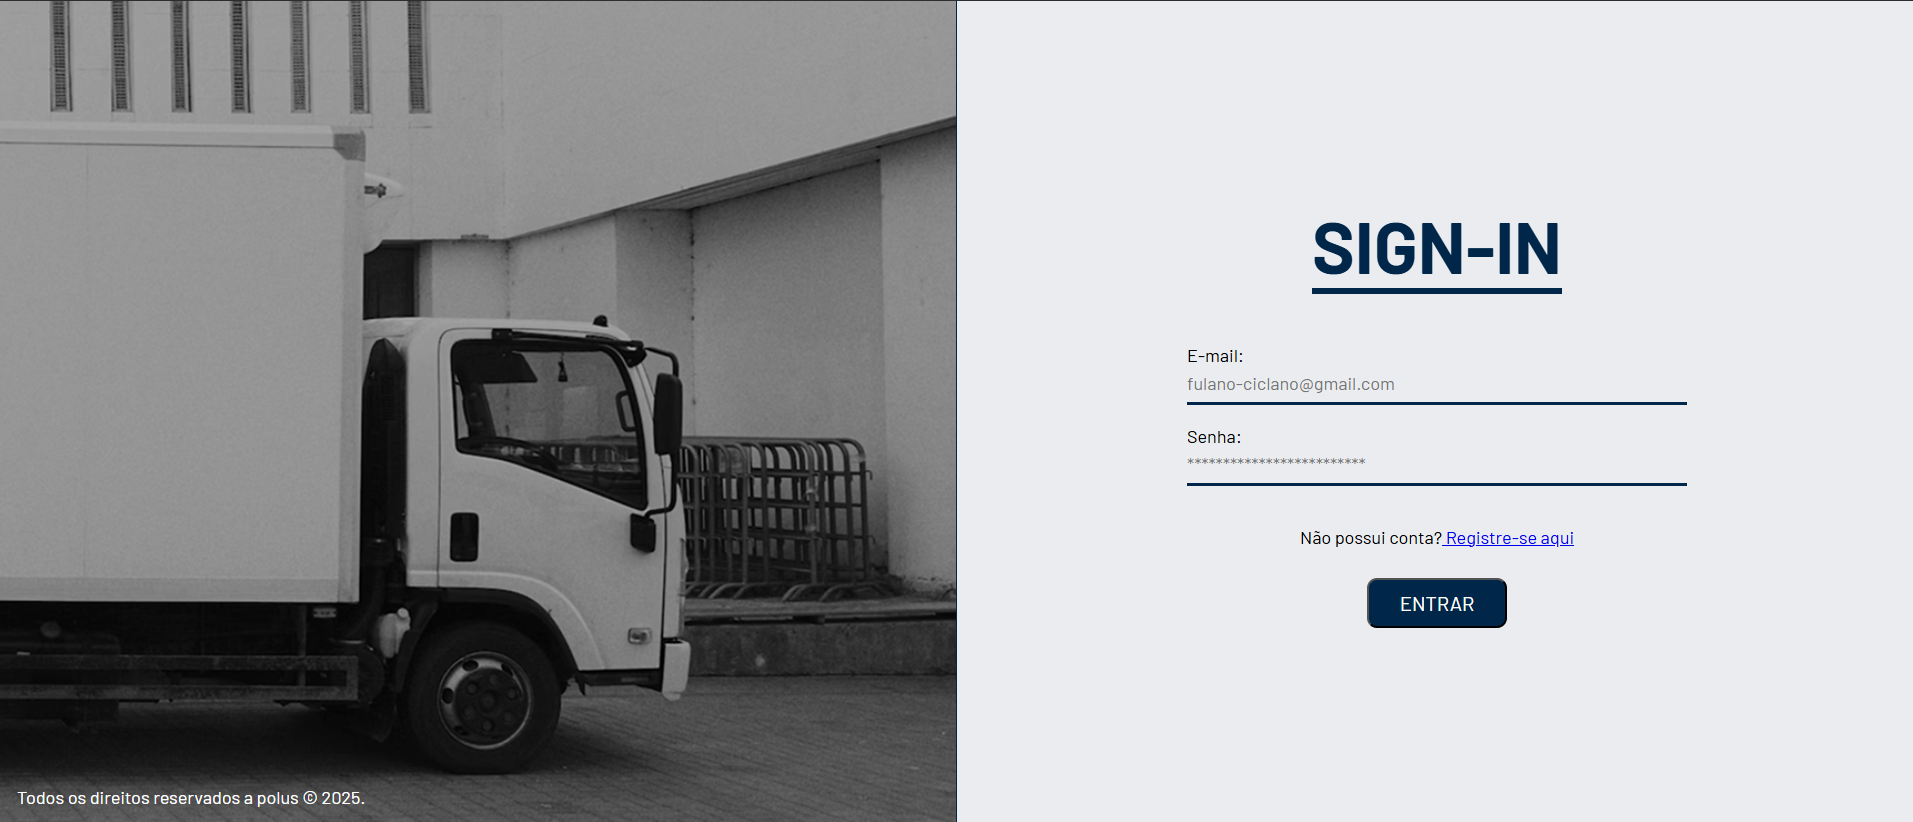 SIGN-IN
E-mail:
fulano-ciclano@gmail.com
Senha:
*************************
Não possui conta? Registre-se aqui
ENTRAR
Todos os direitos reservados a polus © 2025.